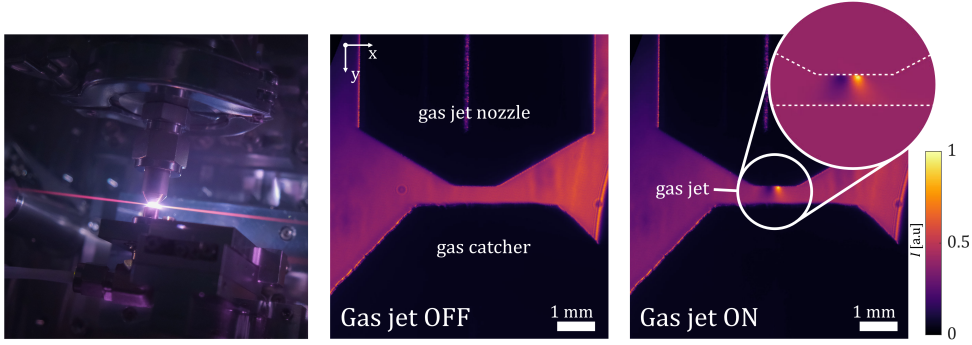 x
y
gas jet nozzle
gas catcher
Gas jet OFF
1 mm
gas jet
Gas jet ON
1 mm
1
0.5
0
I [a.u]